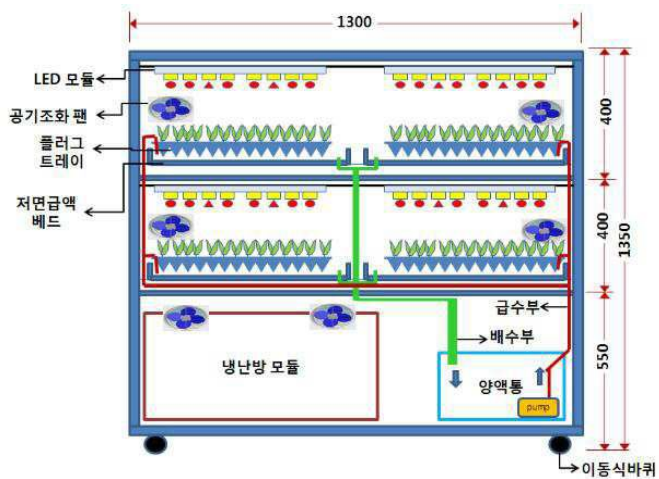 1300
LED 모듈
공기조화 팬
플러그
트레이
저면급액
베드
400
400
1350
550
급수부
배수부
냉난방 모듈
양액통
pump
이동식바퀴